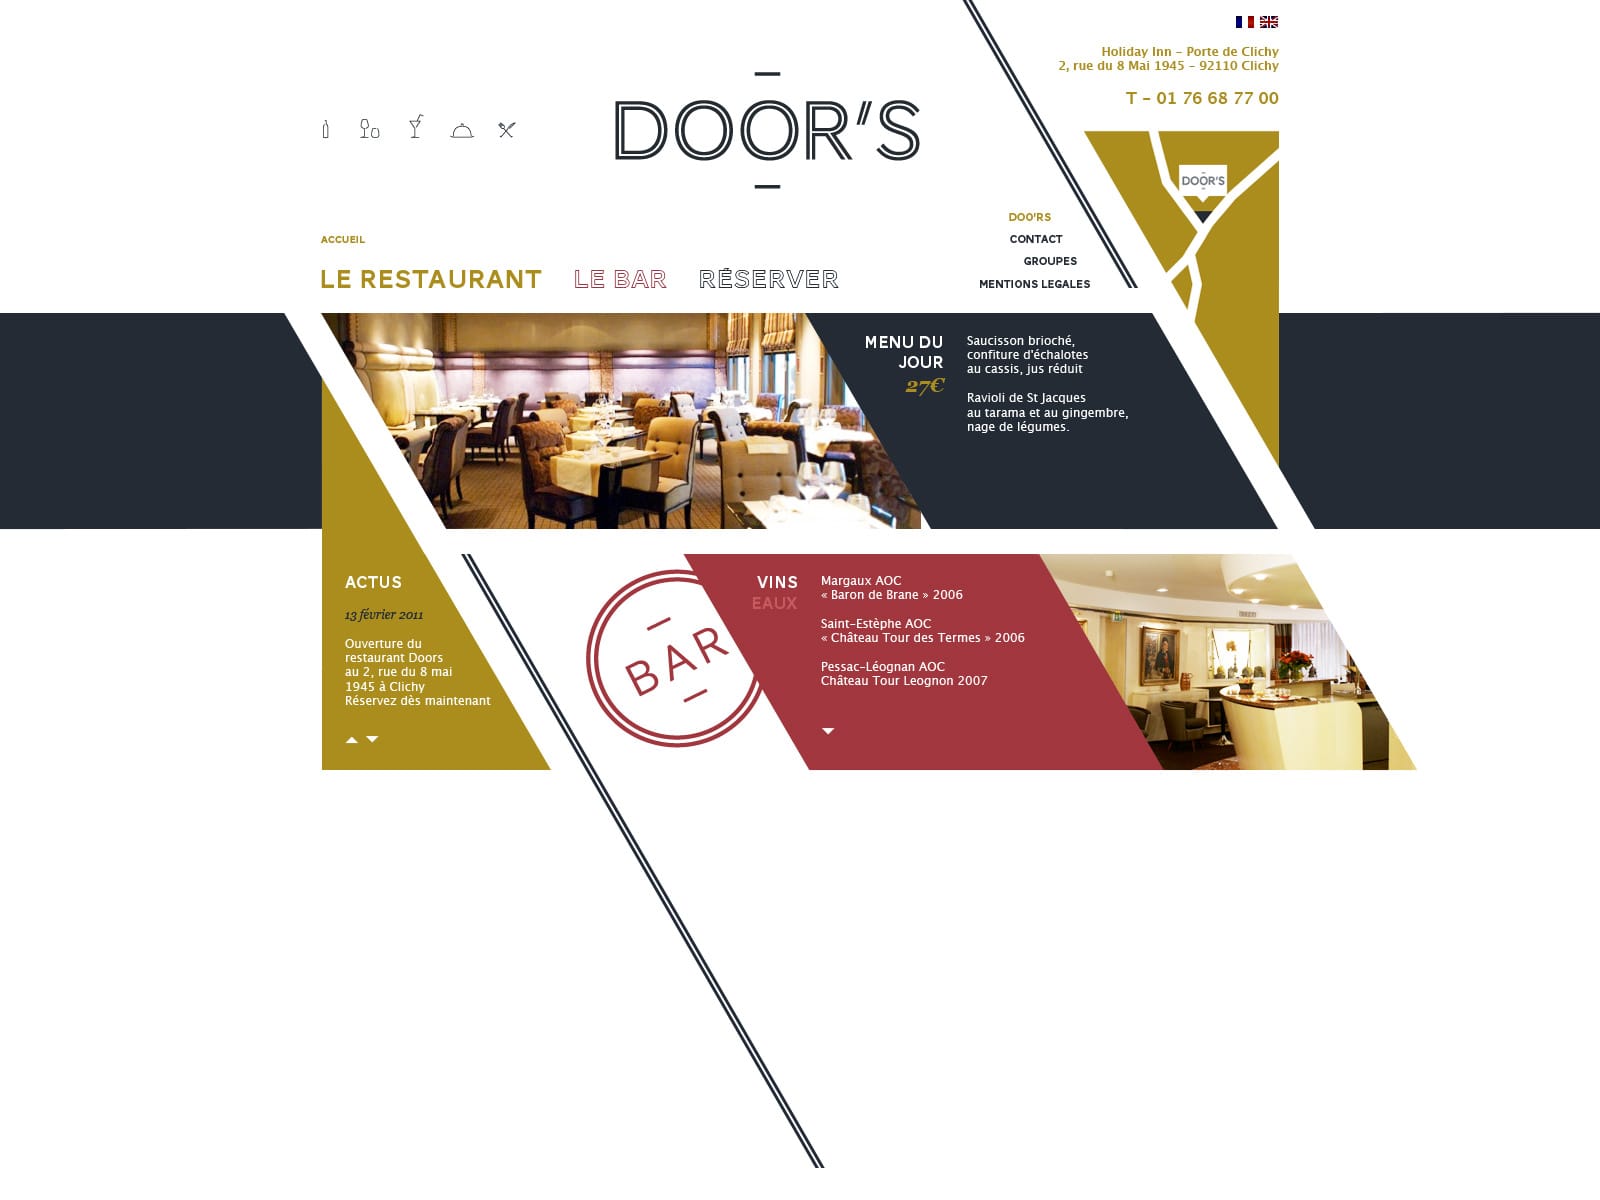 Holiday Inn - Porte de Clichy
2, rue du 8 Mai 1945 - 92110 Clichy
T - 01 76 68 77 00
DOOR'S
DOOR'S
DOO'RS
CONTACT
GROUPES
MENTIONS LEGALES
ACCUEIL
LE RESTAURANT
LE BAR
RÉSERVER
MENU DU
JOUR
27€
Saucisson brioché,
confiture d'échalotes
au cassis, jus réduit
Ravioli de St Jacques
au tarama et au gingembre,
nage de légumes.
ACTUS
13 février 2011
Ouverture du
restaurant Doors
au 2, rue du 8 mai
1945 à Clichy
Réservez dès maintenant
BAR
VINS
EAUX
Margaux AOC
« Baron de Brane » 2006
Saint-Estèphe AOC
« Château Tour des Termes » 2006
Pessac-Léognan AOC
Château Tour Leognon 2007